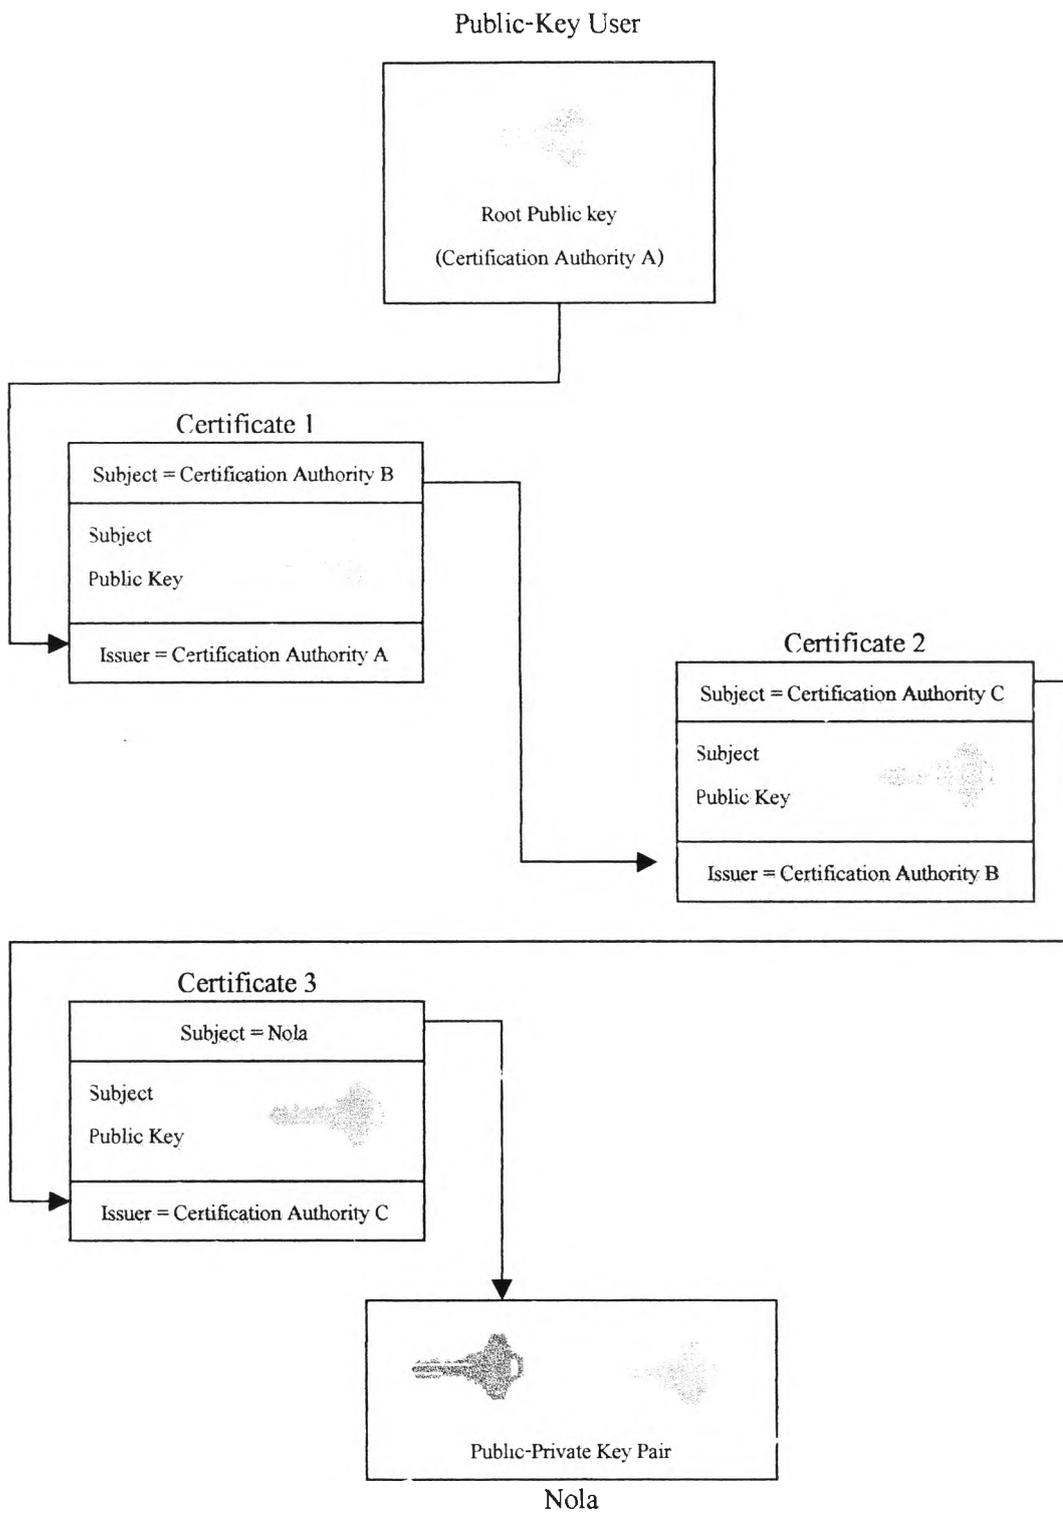 Public-Key User
Root Public key
(Certification Authority A)
Certificate 1
Subject = Certification Authority B
Subject
Public Key
Issuer = Certification Authority A
Certificate 2
Subject = Certification Authority C
Subject
Public Key
Issuer = Certification Authority B
Certificate 3
Subject = Nola
Subject
Public Key
Issuer = Certification Authority C
Public-Private Key Pair
Nola